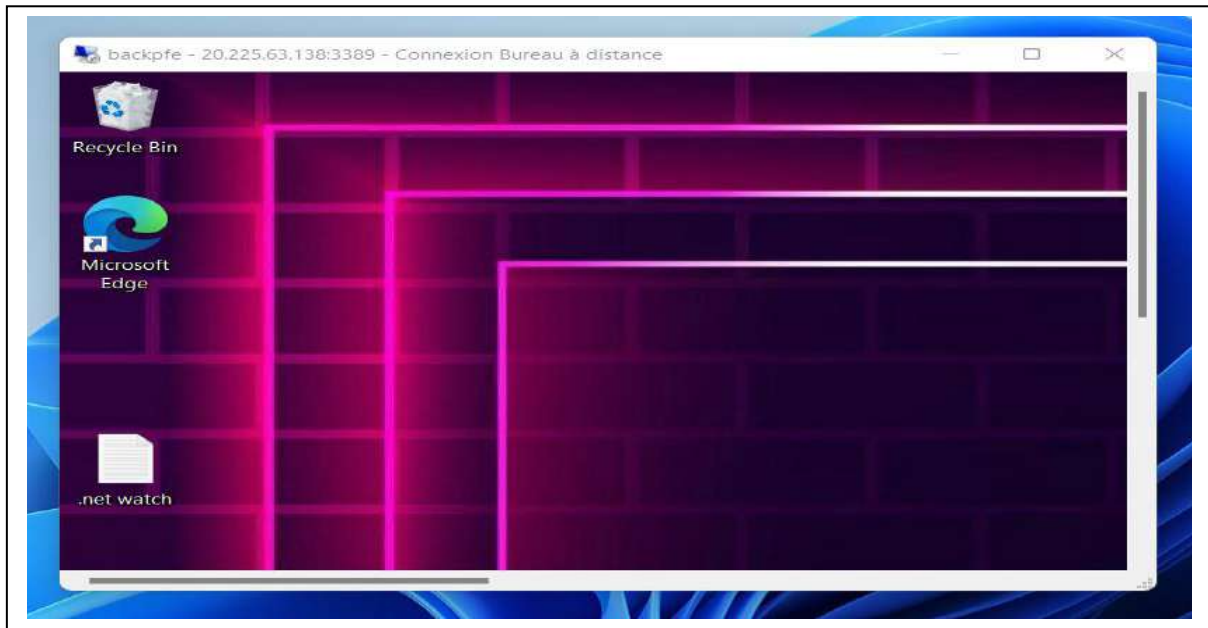 backpfe - 20.225.63.138:3389 - Connexion Bureau à distance
Recycle Bin
Microsoft
Edge
.net watch